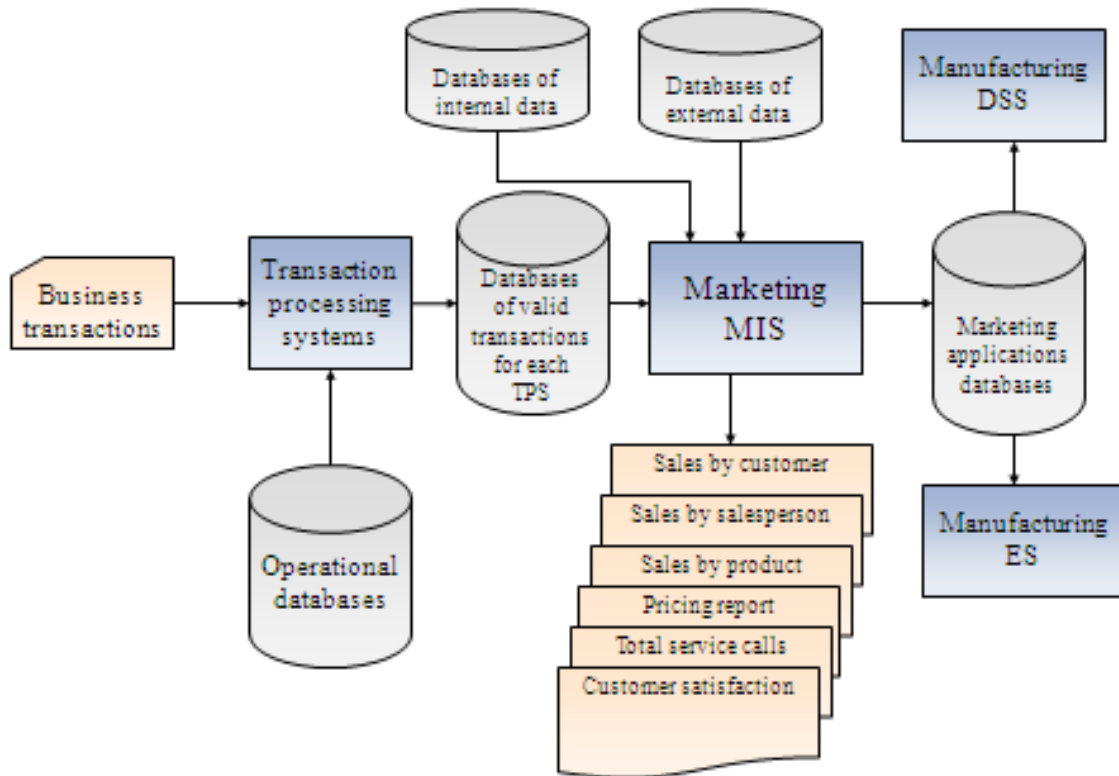 Databases of
internal data
Databases of
external data
Manufacturing
DSS
Business
transactions
Transaction
processing
systems
Databases
of valid
transactions
for each
TPS
Marketing
MIS
Marketing
applications
databases
Operational
databases
Sales by customer
Sales by salesperson
Sales by product
Pricing report
Total service calls
Customer satisfaction
Manufacturing
ES